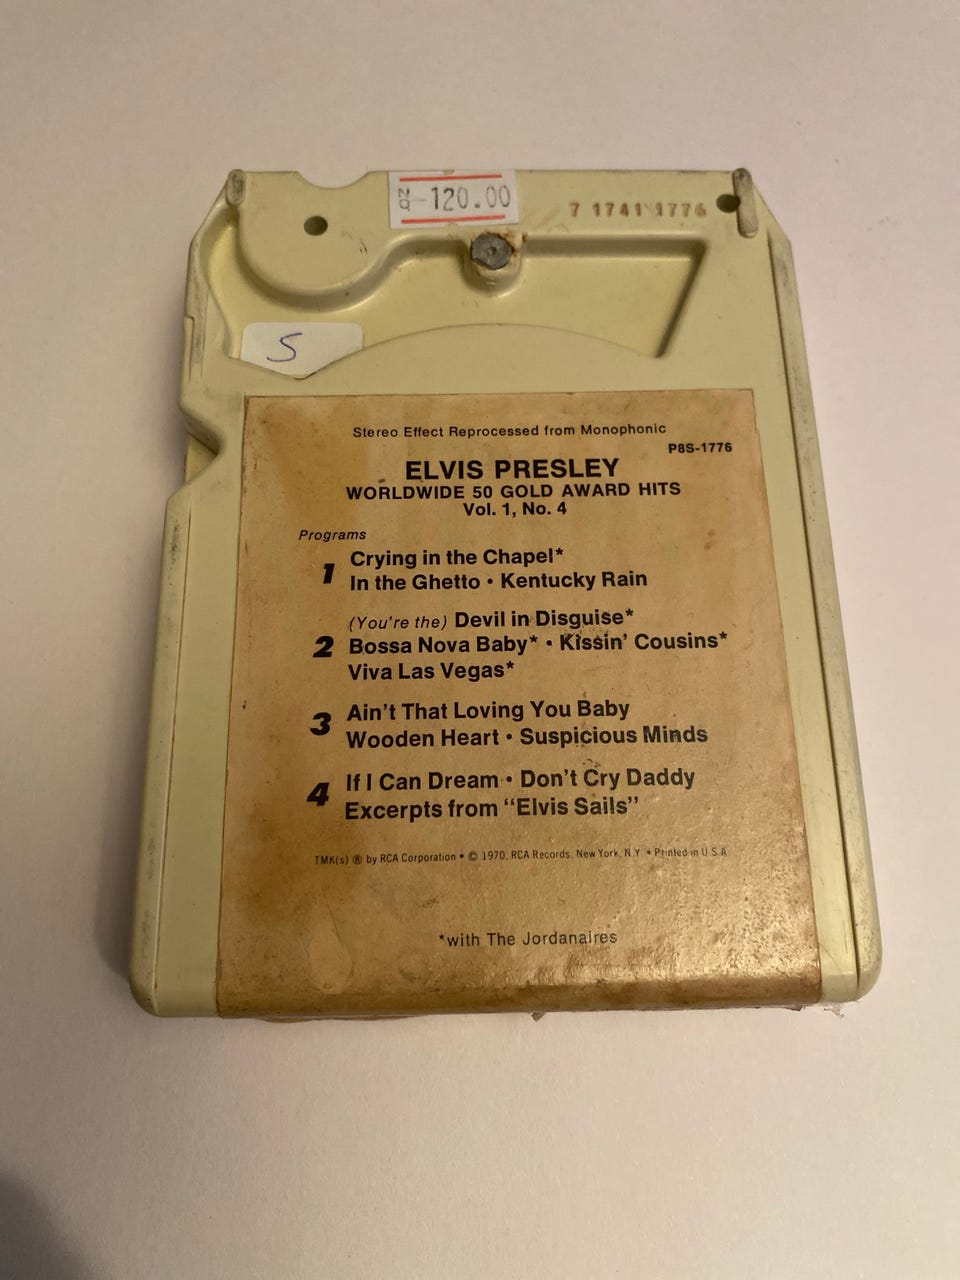 -120.00
7 1741 1776
S
Stereo Effect Reprocessed from Monophonic
P8S-1776
ELVIS PRESLEY
WORLDWIDE 50 GOLD AWARD HITS
Vol. 1, No. 4
Programs
1 Crying in the Chapel*
In the Ghetto • Kentucky Rain
(You're the) Devil in Disguise*
2 Bossa Nova Baby* • Kissin' Cousins*
Viva Las Vegas*
3 Ain't That Loving You Baby
Wooden Heart • Suspicious Minds
4 If I Can Dream • Don't Cry Daddy
Excerpts from "Elvis Sails"
TMK(s) ® by RCA Corporation • © 1970, RCA Records, New York, N.Y. • Printed in U.S.A.
*with The Jordanaires